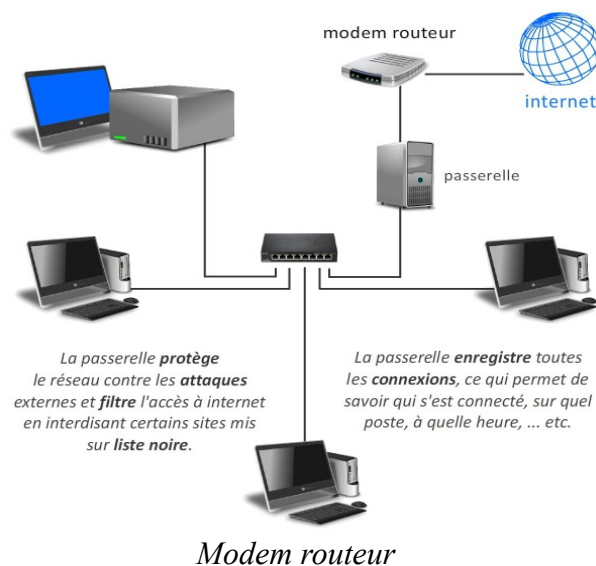 modem routeur
internet
passerelle
La passerelle protège
le réseau contre les attaques
externes et filtre l'accès à internet
en interdisant certains sites mis
sur liste noire.
La passerelle enregistre toutes
les connexions, ce qui permet de
savoir qui s'est connecté, sur quel
poste, à quelle heure, ... etc.
Modem routeur